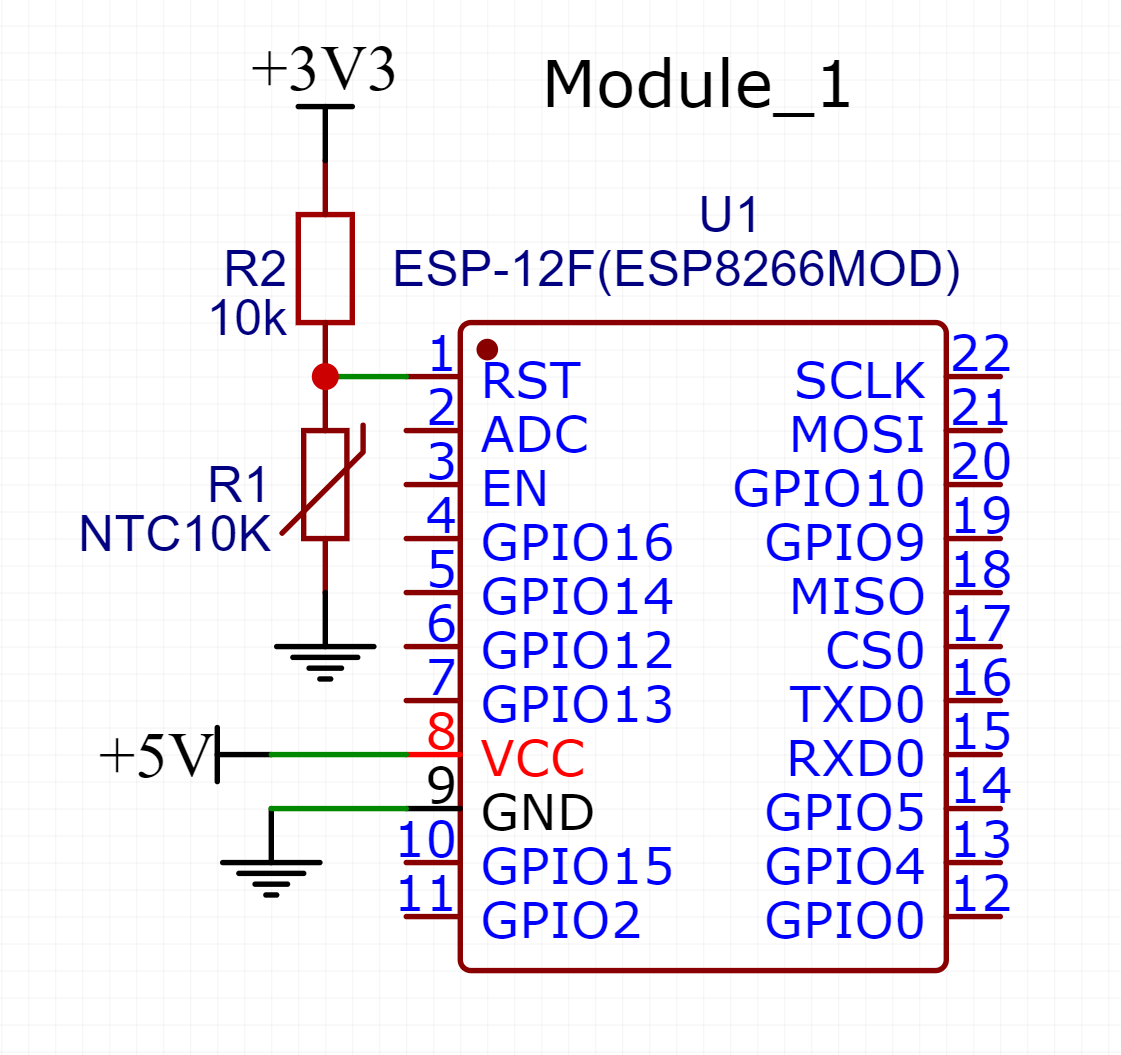 +3V3
Module_1
U1
ESP-12F(ESP8266MOD)
R2
10k
R1
NTC10K
+5V
1 RST SCLK 22
2 ADC MOSI 21
3 EN GPIO10 20
4 GPIO16 GPIO9 19
5 GPIO14 MISO 18
6 GPIO12 CS0 17
7 GPIO13 TXD0 16
8 VCC RXD0 15
9 GND GPIO5 14
10 GPIO15 GPIO4 13
11 GPIO2 GPIO0 12